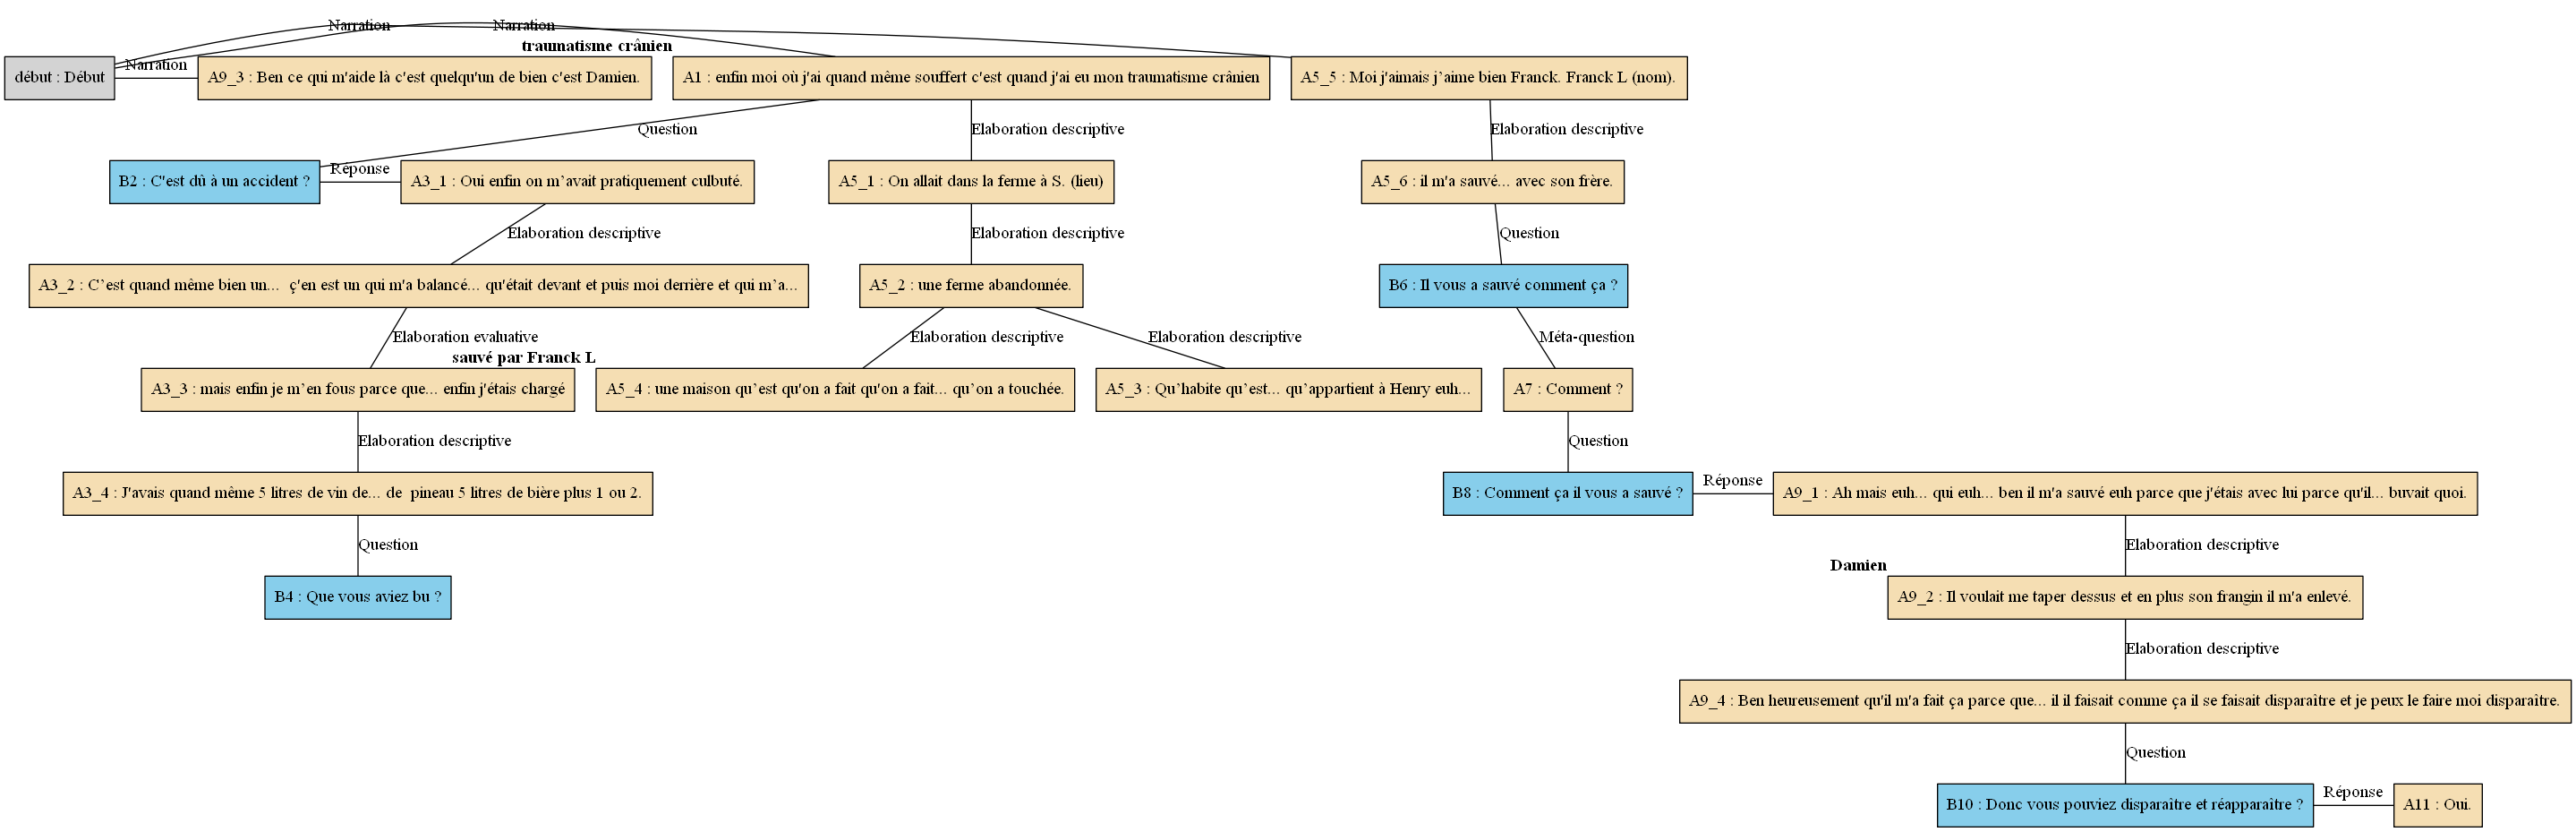 Narration
Narration
traumatisme crânien
Narration
début : Début
A9_3 : Ben ce qui m'aide là c'est quelqu'un de bien c'est Damien.
A1 : enfin moi où j'ai quand même souffert c'est quand j'ai eu mon traumatisme crânien
A5_5 : Moi j'aimais j’aime bien Franck. Franck L (nom).
Question
Elaboration descriptive
Elaboration descriptive
B2 : C'est dû à un accident ?
Réponse
A3_1 : Oui enfin on m’avait pratiquement culbuté.
A5_1 : On allait dans la ferme à S. (lieu)
A5_6 : il m'a sauvé... avec son frère.
Elaboration descriptive
Elaboration descriptive
Question
A3_2 : C’est quand même bien un...  ç'en est un qui m'a balancé... qu'était devant et puis moi derrière et qui m’a...
A5_2 : une ferme abandonnée.
B6 : Il vous a sauvé comment ça ?
Elaboration evaluative
Elaboration descriptive
Elaboration descriptive
Méta-question
sauvé par Franck L
A3_3 : mais enfin je m’en fous parce que... enfin j'étais chargé
A5_4 : une maison qu’est qu'on a fait qu'on a fait... qu’on a touchée.
A5_3 : Qu’habite qu’est... qu’appartient à Henry euh...
A7 : Comment ?
Elaboration descriptive
Question
A3_4 : J'avais quand même 5 litres de vin de... de  pineau 5 litres de bière plus 1 ou 2.
B8 : Comment ça il vous a sauvé ?
Réponse
A9_1 : Ah mais euh... qui euh... ben il m'a sauvé euh parce que j'étais avec lui parce qu'il... buvait quoi.
Question
Elaboration descriptive
Damien
B4 : Que vous aviez bu ?
A9_2 : Il voulait me taper dessus et en plus son frangin il m'a enlevé.
Elaboration descriptive
A9_4 : Ben heureusement qu'il m'a fait ça parce que... il il faisait comme ça il se faisait disparaître et je peux le faire moi disparaître.
Question
B10 : Donc vous pouviez disparaître et réapparaître ?
Réponse
A11 : Oui.